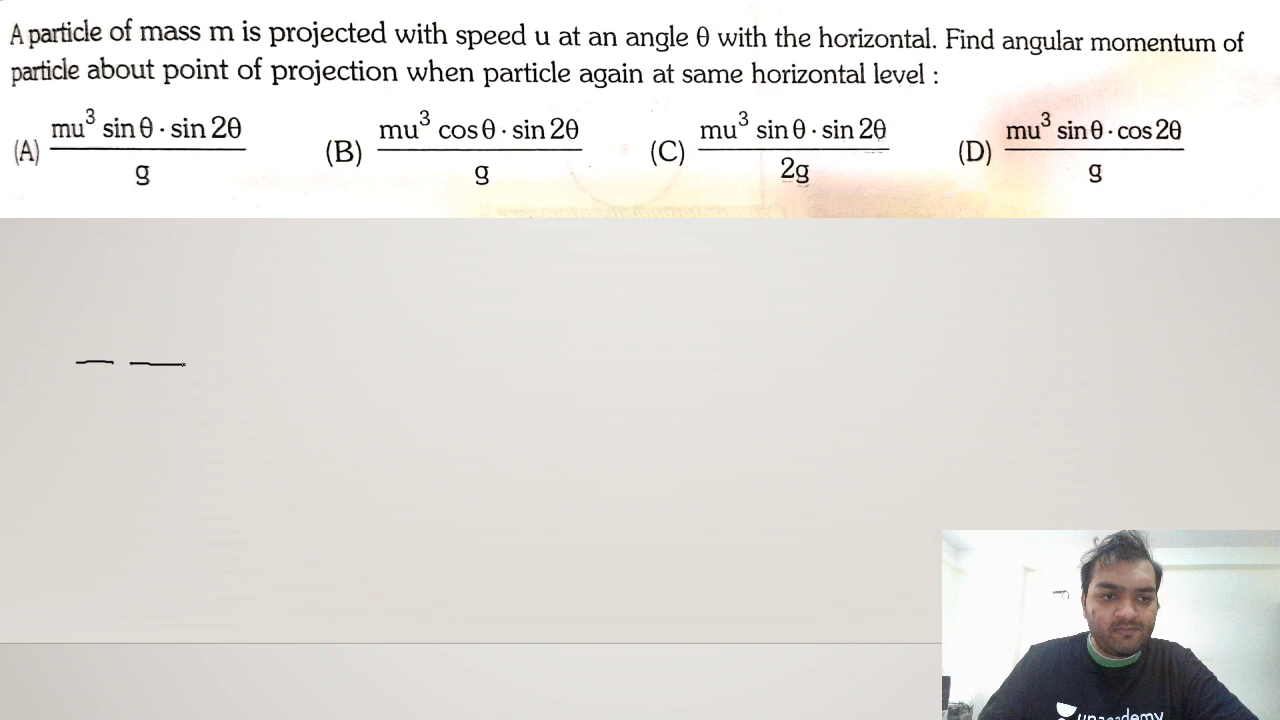 A particle of mass m is projected with speed u at an angle θ with the horizontal. Find angular momentum of
particle about point of projection when particle again at same horizontal level :
(A) mu³ sin θ · sin 2θ / g (B) mu³ cos θ · sin 2θ / g (C) mu³ sin θ · sin 2θ / 2g (D) mu³ sin θ · cos 2θ / g
unacademy